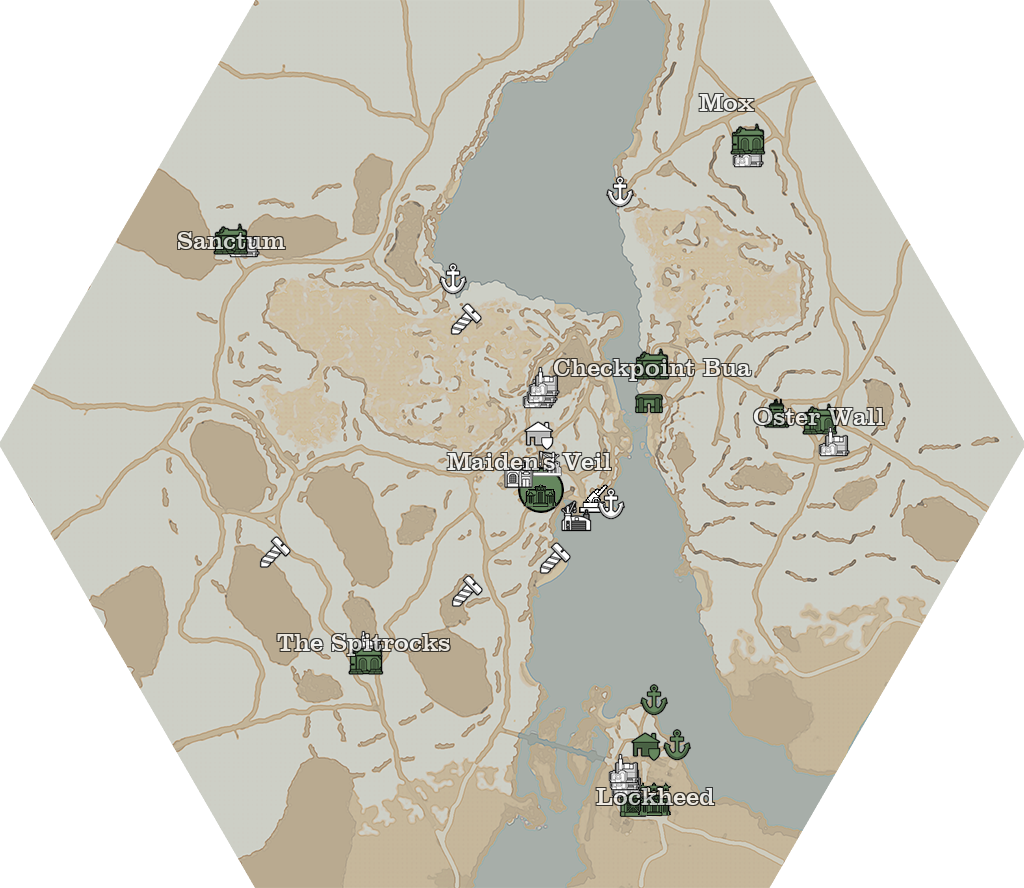 Mox
Sanctum
Checkpoint Bua
Oster Wall
Maiden's Veil
The Spitrocks
Lockheed